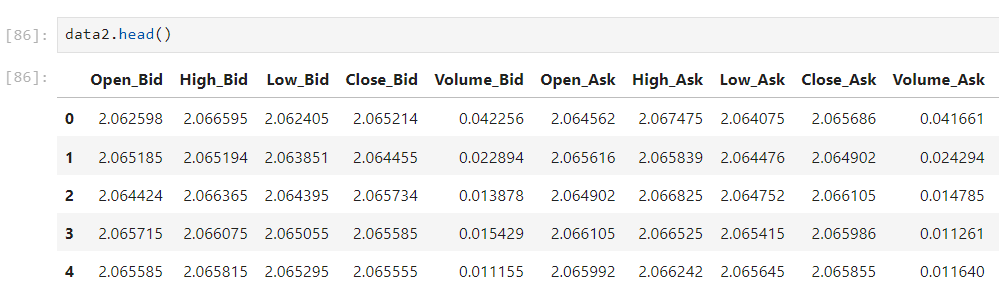 [86]: data2.head()
[86]: Open_Bid High_Bid Low_Bid Close_Bid Volume_Bid Open_Ask High_Ask Low_Ask Close_Ask Volume_Ask
0 2.062598 2.066595 2.062405 2.065214 0.042256 2.064562 2.067475 2.064075 2.065686 0.041661
1 2.065185 2.065194 2.063851 2.064455 0.022894 2.065616 2.065839 2.064476 2.064902 0.024294
2 2.064424 2.066365 2.064395 2.065734 0.013878 2.064902 2.066825 2.064752 2.066105 0.014785
3 2.065715 2.066075 2.065055 2.065585 0.015429 2.066105 2.066525 2.065415 2.065986 0.011261
4 2.065585 2.065815 2.065295 2.065555 0.011155 2.065992 2.066242 2.065645 2.065855 0.011640